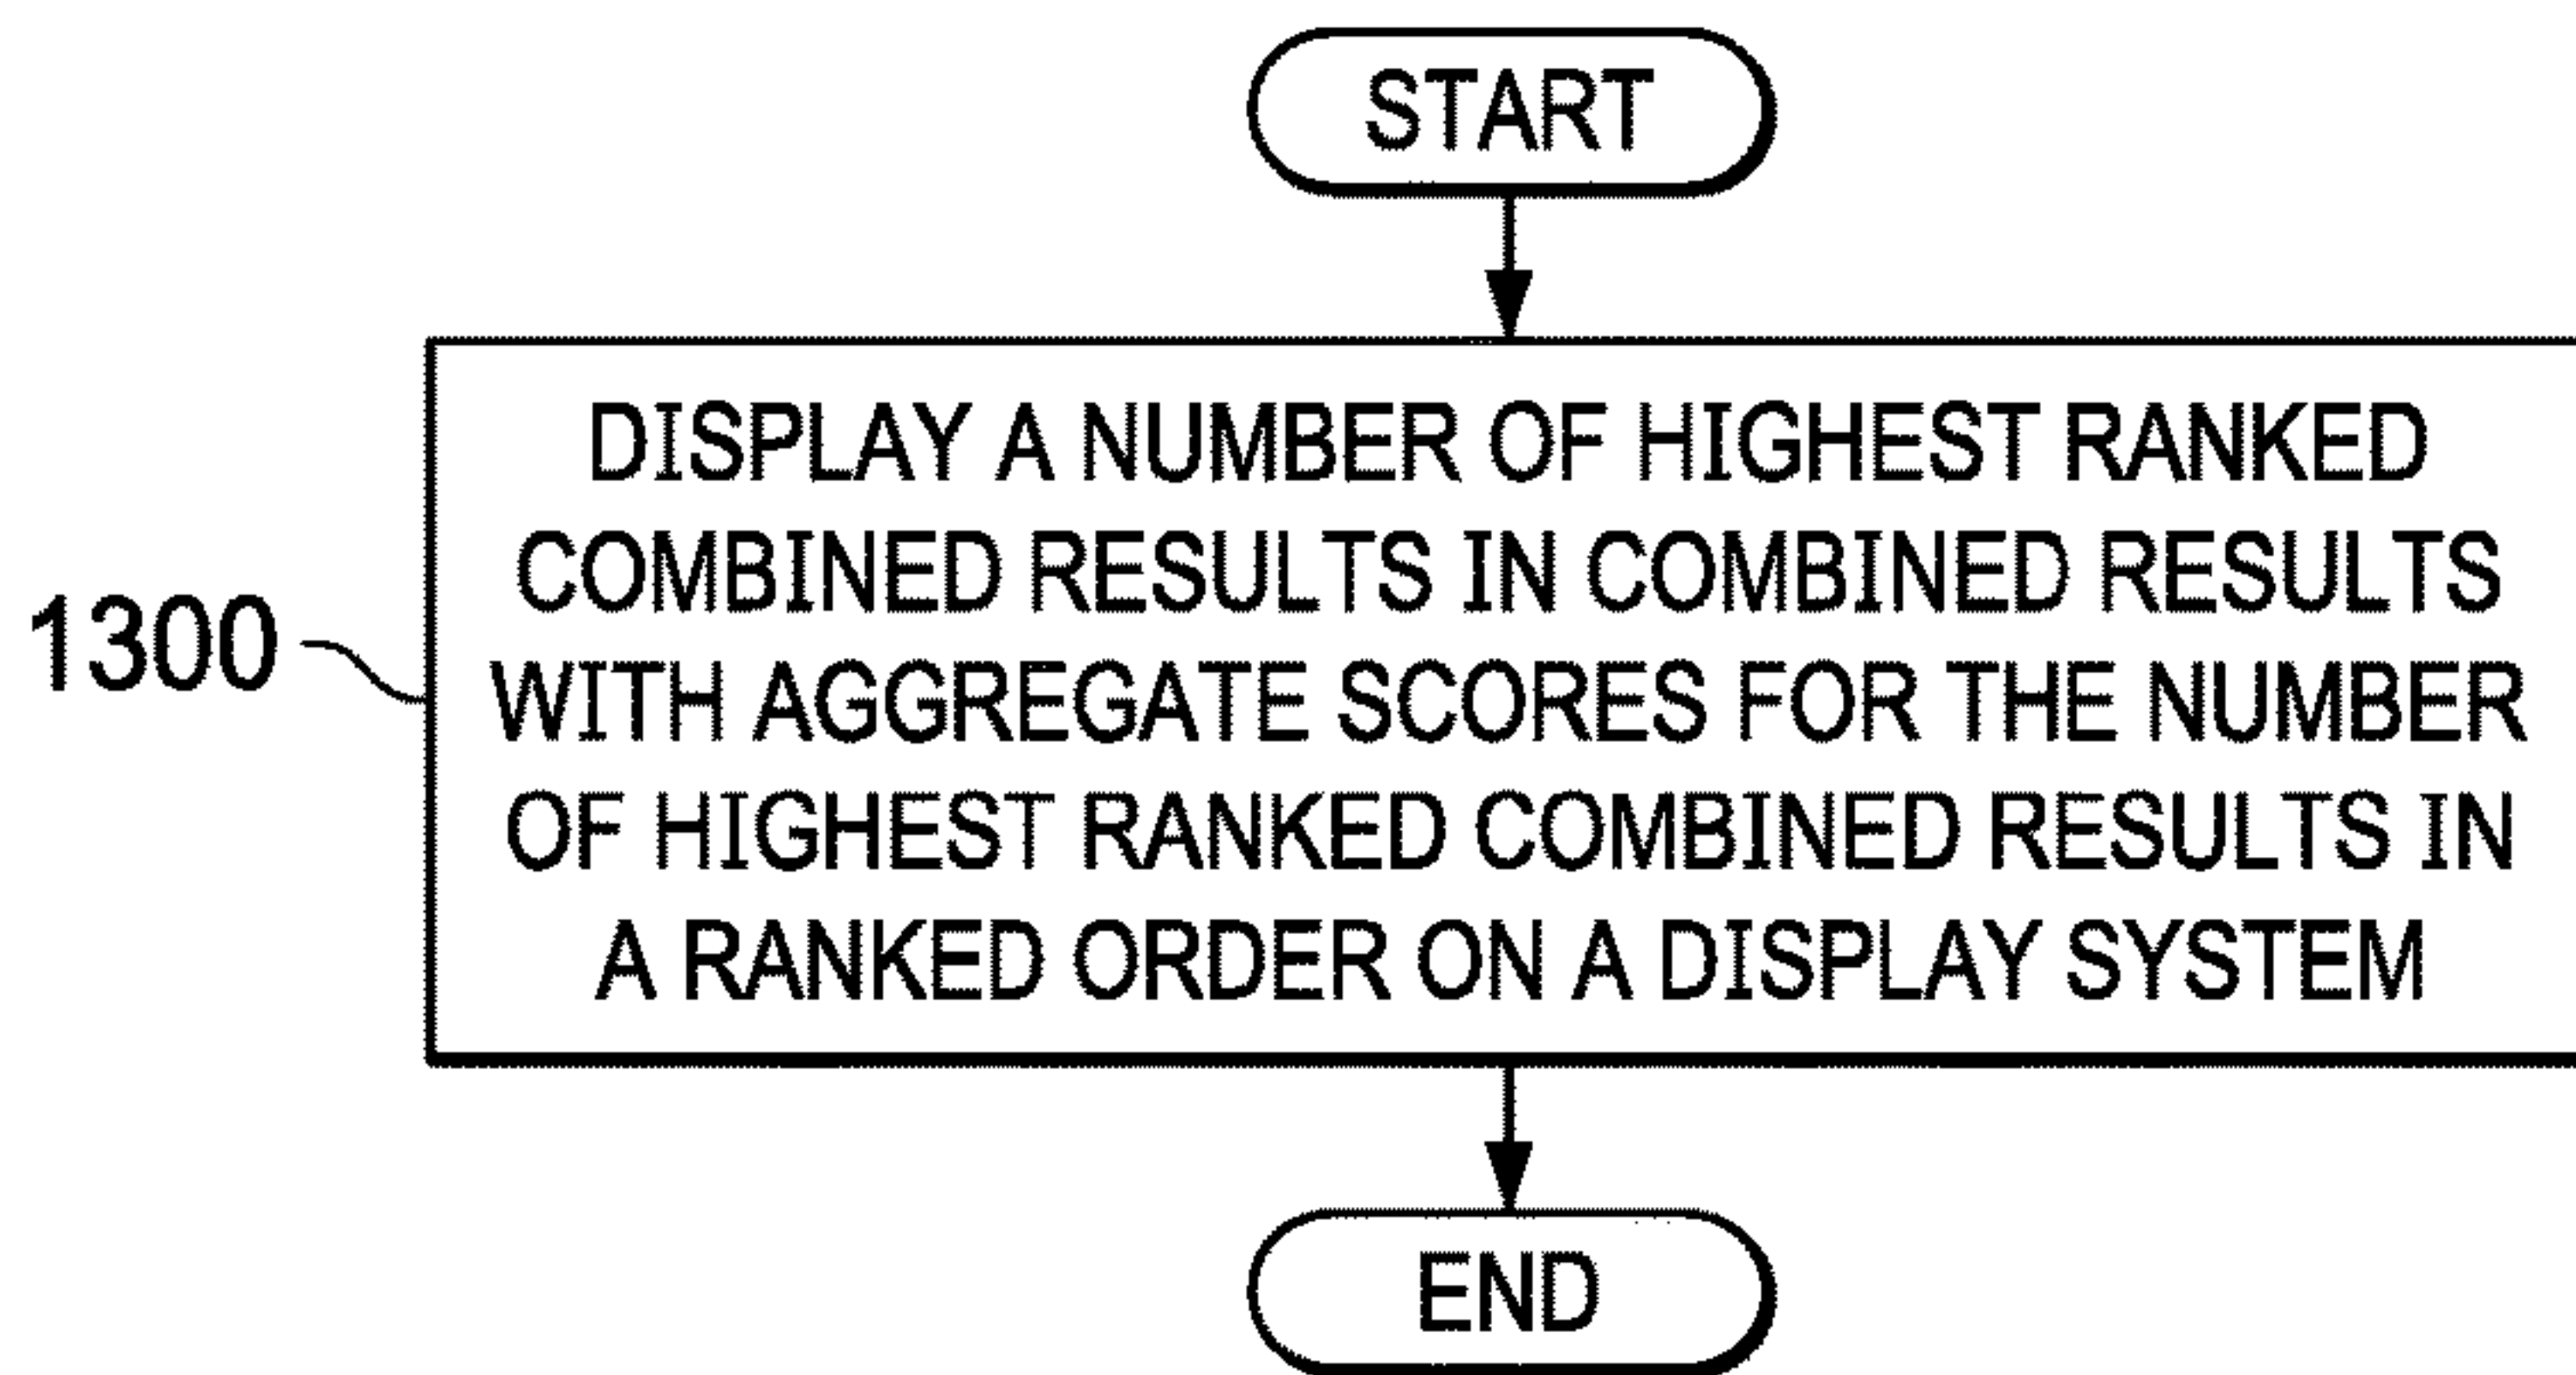 START
DISPLAY A NUMBER OF HIGHEST RANKED
COMBINED RESULTS IN COMBINED RESULTS
WITH AGGREGATE SCORES FOR THE NUMBER
OF HIGHEST RANKED COMBINED RESULTS IN
A RANKED ORDER ON A DISPLAY SYSTEM
1300
END